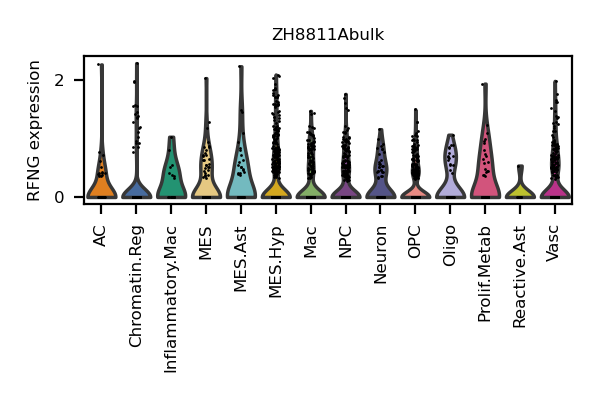 ZH8811Abulk
RFNG expression
2
0
AC
Chromatin.Reg
Inflammatory.Mac
MES
MES.Ast
MES.Hyp
Mac
NPC
Neuron
OPC
Oligo
Prolif.Metab
Reactive.Ast
Vasc